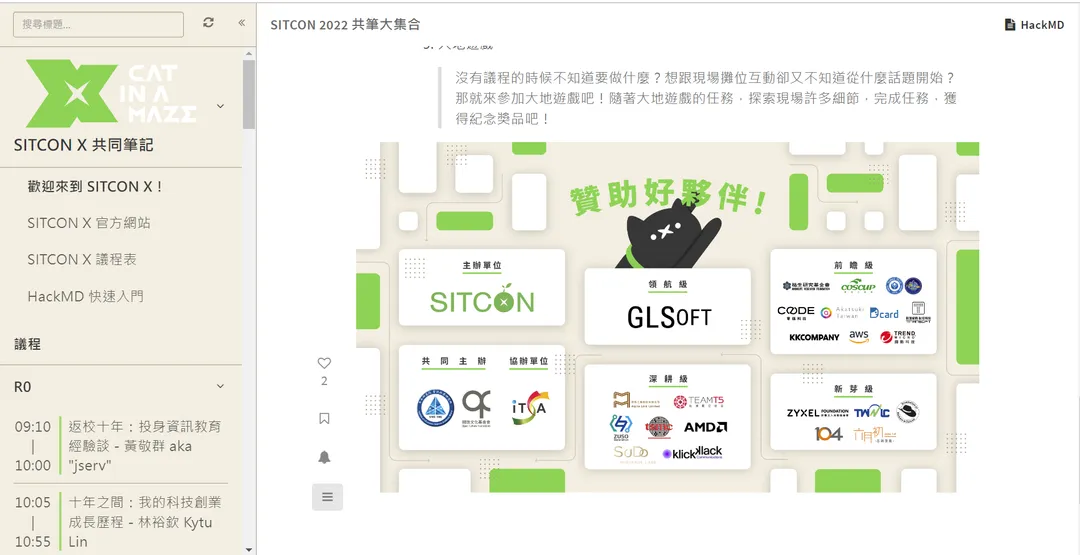 搜尋標題...
«
CAT
IN A
MAZE
SITCON X 共同筆記
歡迎來到 SITCON X！
SITCON X 官方網站
SITCON X 議程表
HackMD 快速入門
議程
R0
09:10
|
10:00
返校十年：投身資訊教育
經驗談 - 黃敬群 aka
"jserv"
10:05
|
10:55
十年之間：我的科技創業
成長歷程 - 林裕欽 Kytu
Lin
SITCON 2022 共筆大集合
HackMD
沒有議程的時候不知道要做什麼？想跟現場攤位互動卻又不知道從什麼話題開始？
那就來參加大地遊戲吧！隨著大地遊戲的任務，探索現場許多細節，完成任務，獲
得紀念獎品吧！
2
贊助好夥伴！
主辦單位
SITCON
共同主辦
協辦單位
iTSA
領航級
GLSOFT
深耕級
TEAMT5
ZUSO
AMD
SUDO
klickklack
前瞻級
COSCUP
CODE
Akatsuki
Taiwan
Dcard
KKCOMPANY
aws
TREND
新芽級
ZYXEL FOUNDATION
TWNIC
104
六月初一